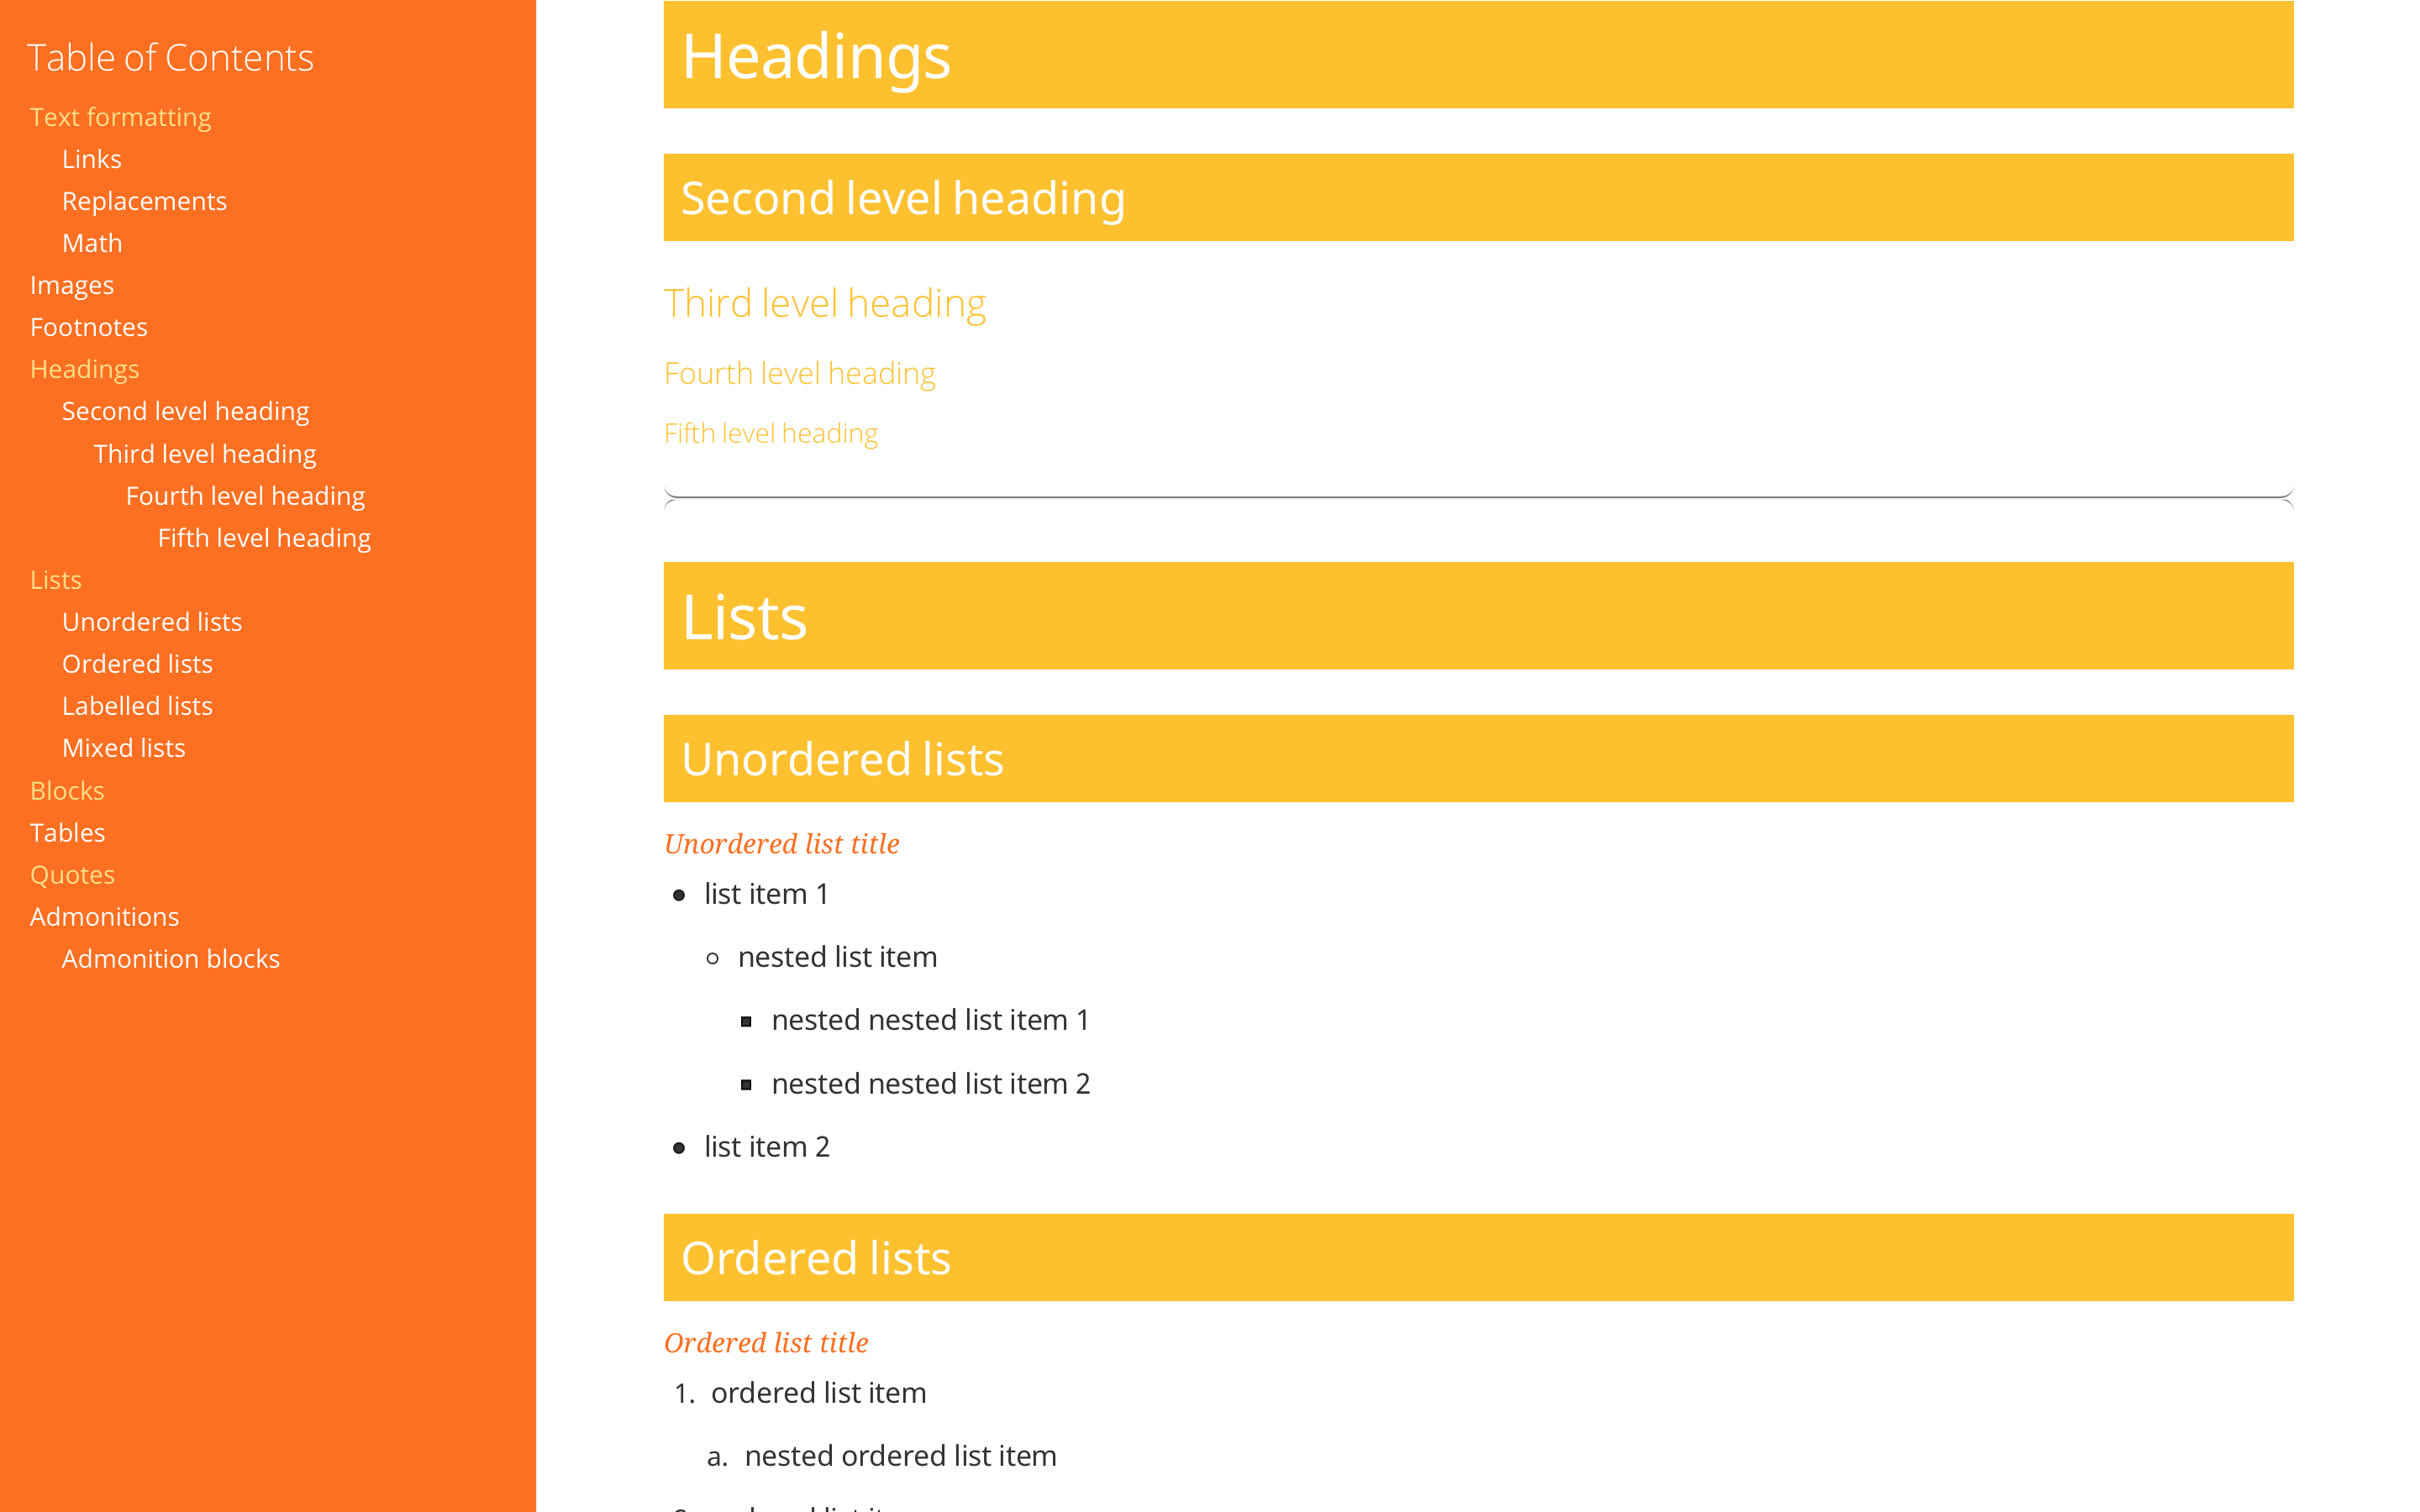 Table of Contents
Text formatting
Links
Replacements
Math
Images
Footnotes
Headings
Second level heading
Third level heading
Fourth level heading
Fifth level heading
Lists
Unordered lists
Ordered lists
Labelled lists
Mixed lists
Blocks
Tables
Quotes
Admonitions
Admonition blocks
Headings
Second level heading
Third level heading
Fourth level heading
Fifth level heading
Lists
Unordered lists
Unordered list title
list item 1
nested list item
nested nested list item 1
nested nested list item 2
list item 2
Ordered lists
Ordered list title
1. ordered list item
a. nested ordered list item